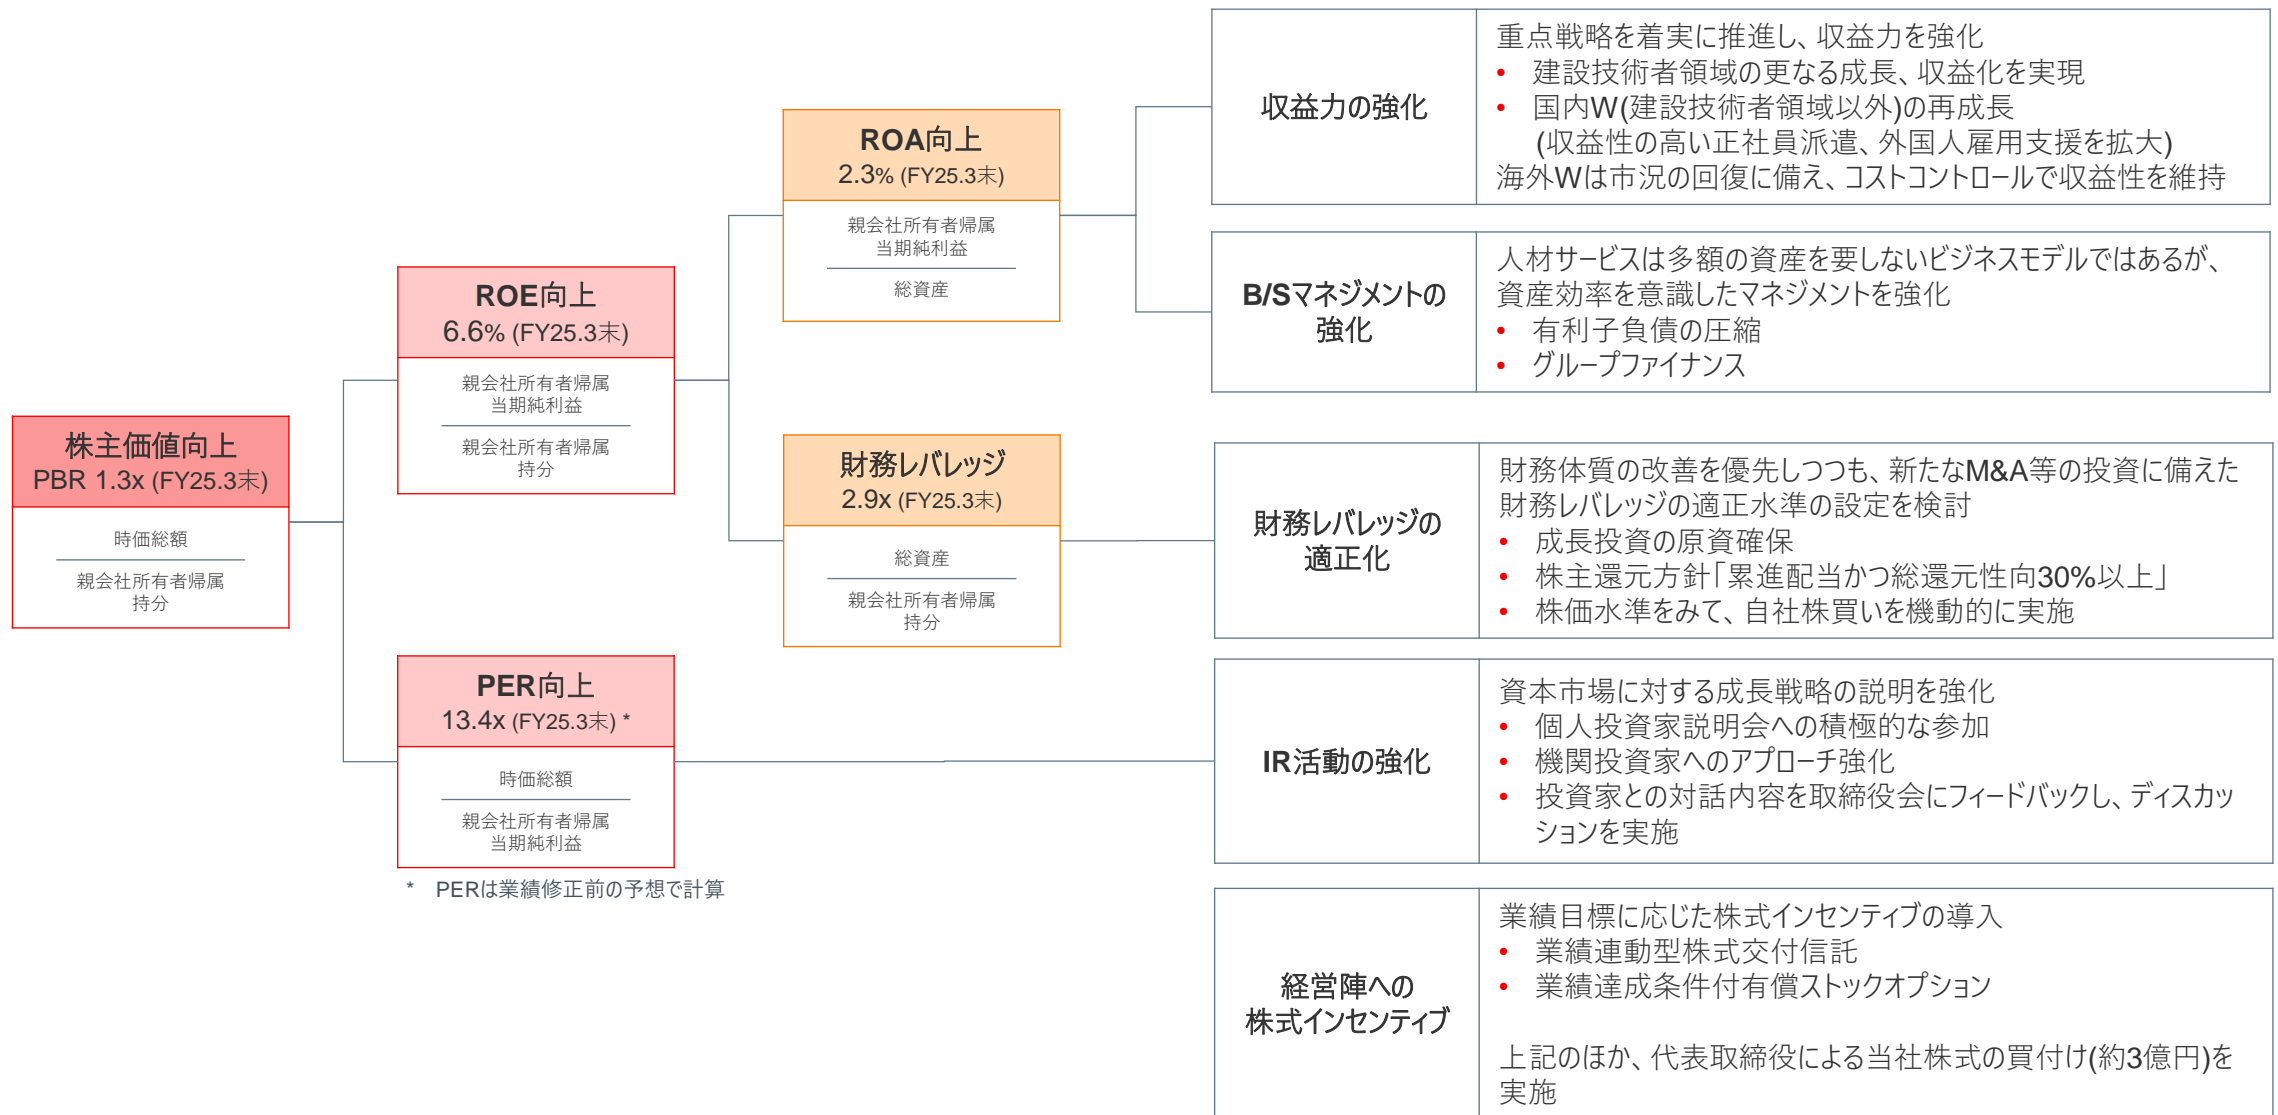 株主価値向上
PBR 1.3x (FY25.3末)
時価総額
親会社所有者帰属
持分
ROE向上
6.6% (FY25.3末)
親会社所有者帰属
当期純利益
親会社所有者帰属
持分
PER向上
13.4x (FY25.3末) *
時価総額
親会社所有者帰属
当期純利益
* PERは業績修正前の予想で計算
ROA向上
2.3% (FY25.3末)
親会社所有者帰属
当期純利益
総資産
財務レバレッジ
2.9x (FY25.3末)
総資産
親会社所有者帰属
持分
収益力の強化
重点戦略を着実に推進し、収益力を強化
• 建設技術者領域の更なる成長、収益化を実現
• 国内W(建設技術者領域以外)の再成長
(収益性の高い正社員派遣、外国人雇用支援を拡大)
海外Wは市況の回復に備え、コストコントロールで収益性を維持
B/Sマネジメントの
強化
人材サービスは多額の資産を要しないビジネスモデルではあるが、
資産効率を意識したマネジメントを強化
• 有利子負債の圧縮
• グループファイナンス
財務レバレッジの
適正化
財務体質の改善を優先しつつも、新たなM&A等の投資に備えた
財務レバレッジの適正水準の設定を検討
• 成長投資の原資確保
• 株主還元方針「累進配当かつ総還元性向30%以上」
• 株価水準をみて、自社株買いを機動的に実施
IR活動の強化
資本市場に対する成長戦略の説明を強化
• 個人投資家説明会への積極的な参加
• 機関投資家へのアプローチ強化
• 投資家との対話内容を取締役会にフィードバックし、ディスカッ
ションを実施
経営陣への
株式インセンティブ
業績目標に応じた株式インセンティブの導入
• 業績連動型株式交付信託
• 業績達成条件付有償ストックオプション
上記のほか、代表取締役による当社株式の買付け(約3億円)を
実施